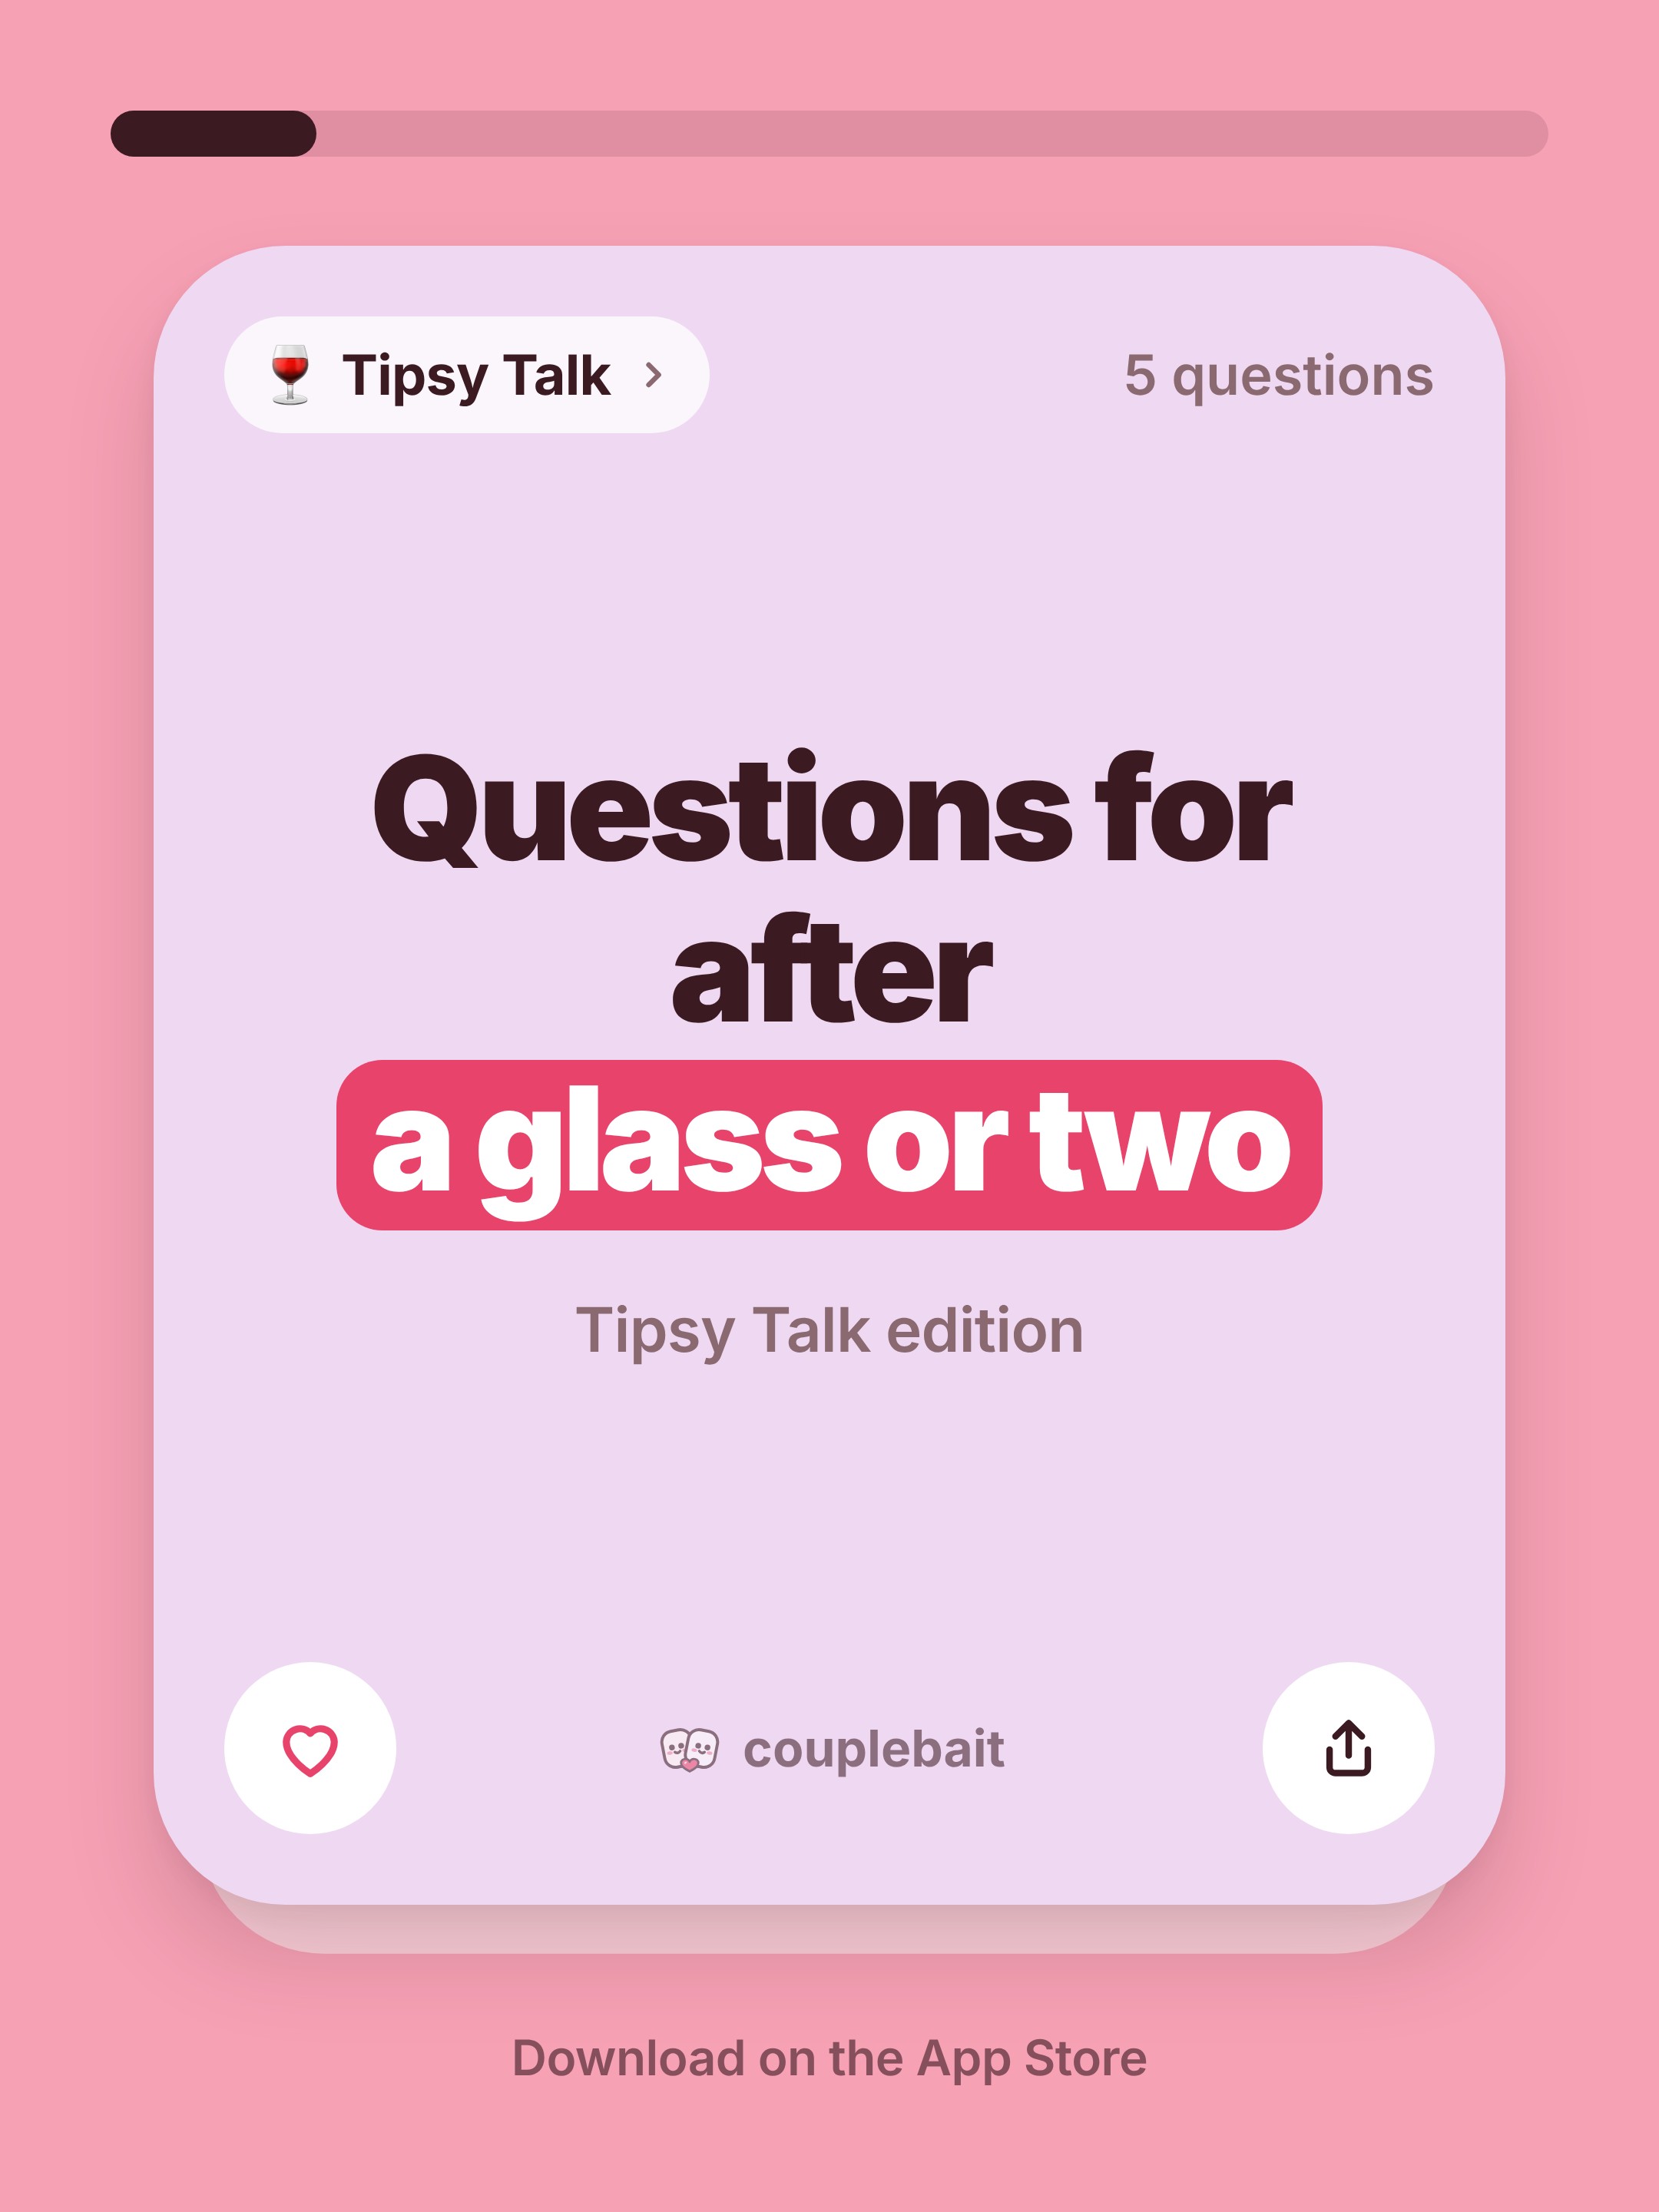 Tipsy Talk
5 questions
Questions for
after
a glass or two
Tipsy Talk edition
couplebait
Download on the App Store